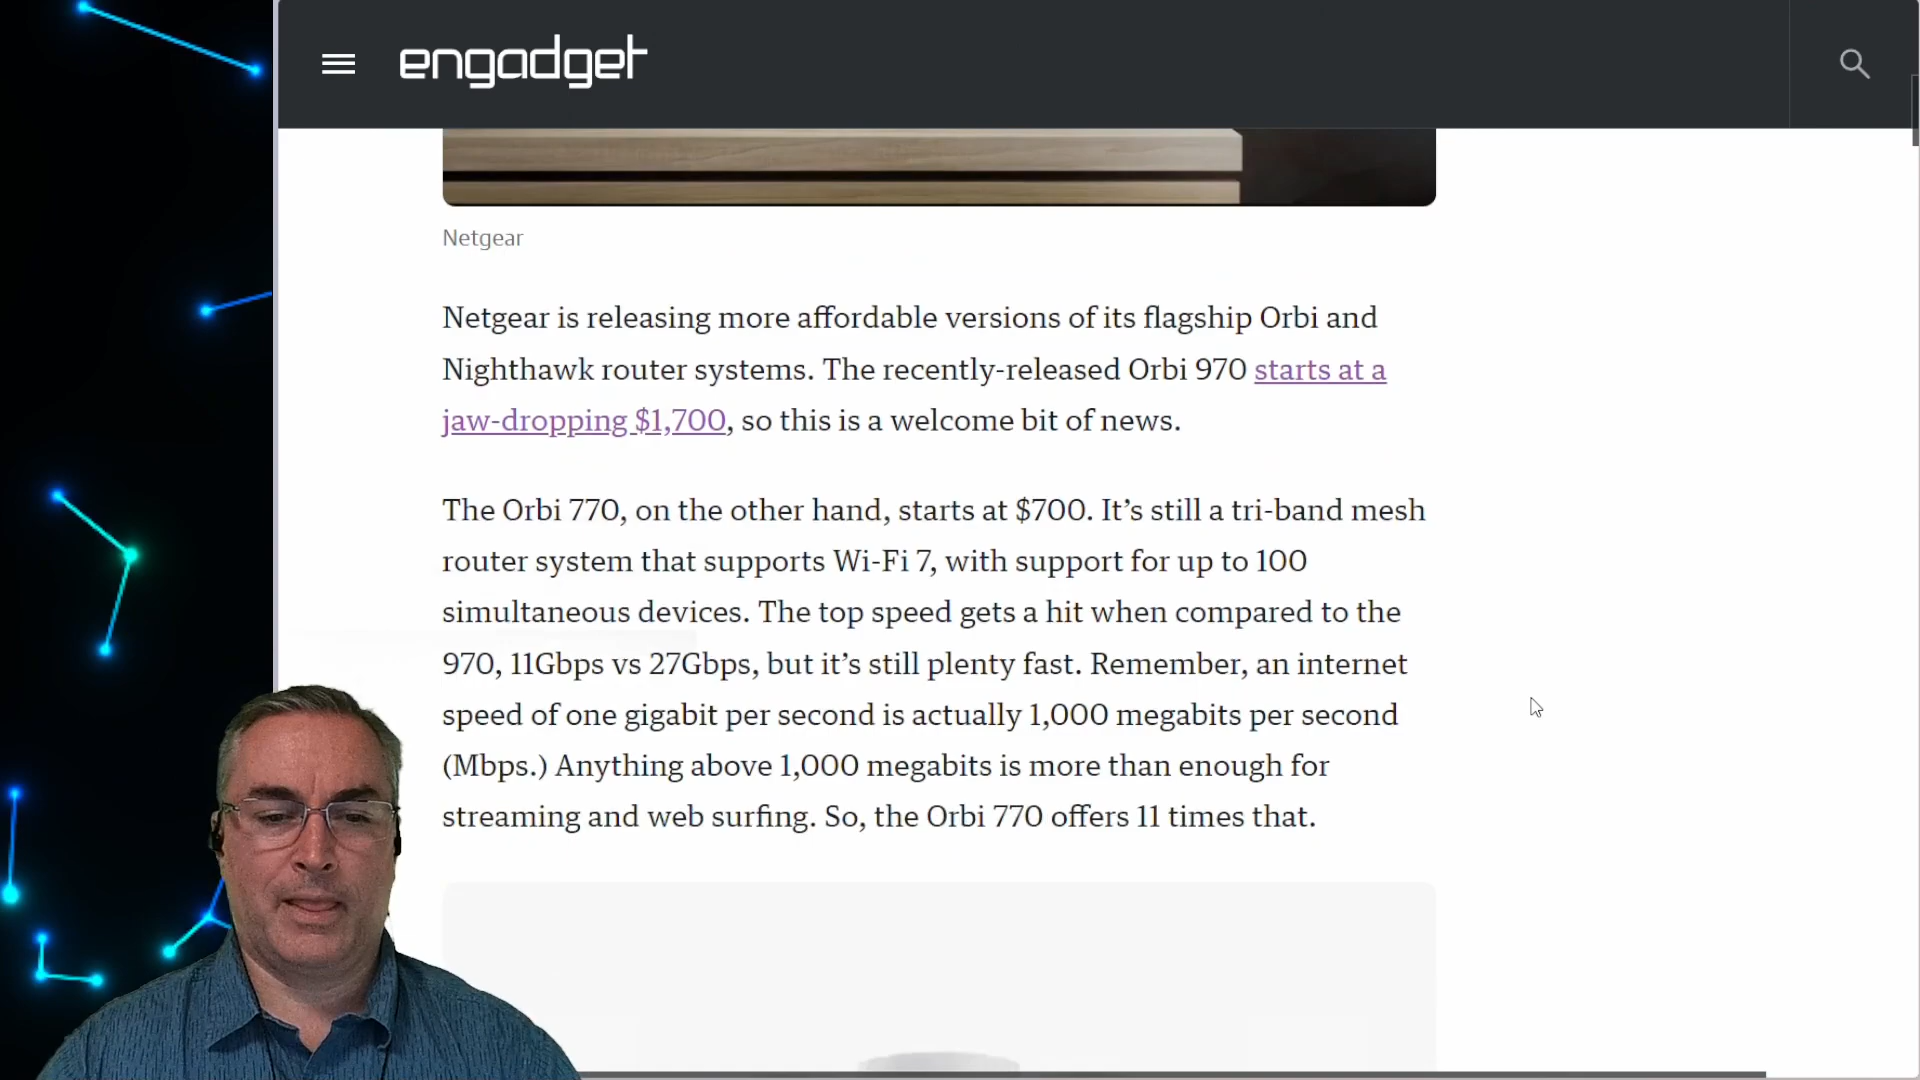 engadget
Netgear
Netgear is releasing more affordable versions of its flagship Orbi and
Nighthawk router systems. The recently-released Orbi 970 starts at a
jaw-dropping $1,700, so this is a welcome bit of news.
The Orbi 770, on the other hand, starts at $700. It’s still a tri-band mesh
router system that supports Wi-Fi 7, with support for up to 100
simultaneous devices. The top speed gets a hit when compared to the
970, 11Gbps vs 27Gbps, but it’s still plenty fast. Remember, an internet
speed of one gigabit per second is actually 1,000 megabits per second
(Mbps.) Anything above 1,000 megabits is more than enough for
streaming and web surfing. So, the Orbi 770 offers 11 times that.